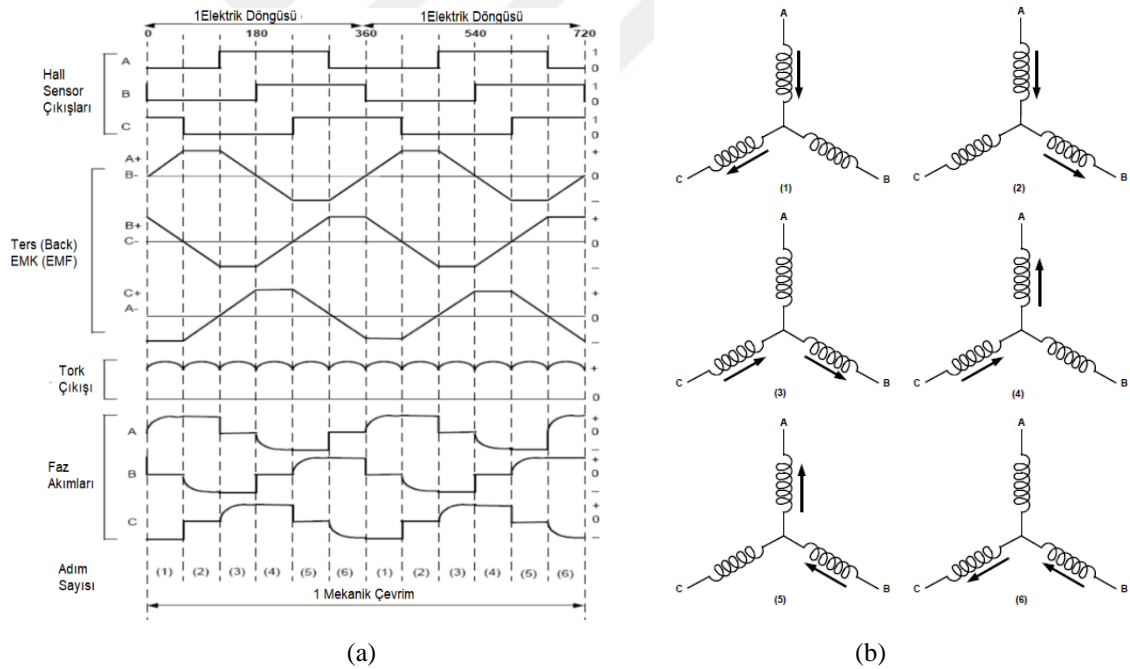 1Elektrik Döngüsü 1Elektrik Döngüsü
0 180 360 540 720
Hall
Sensor
Çıkışları
A 1
0
B 1
0
C 1
0
Ters (Back)
EMK (EMF)
A+ +
B- 0
–
B+ +
C- 0
–
C+ +
A- 0
–
Tork
Çıkışı
+
0
Faz
Akımları
A +
0
–
B +
0
–
C +
0
–
Adım
Sayısı
(1) (2) (3) (4) (5) (6) (1) (2) (3) (4) (5) (6)
1 Mekanik Çevrim
(a)
A A
C B C B
(1) (2)
A A
C B C B
(3) (4)
A A
C B C B
(5) (6)
(b)